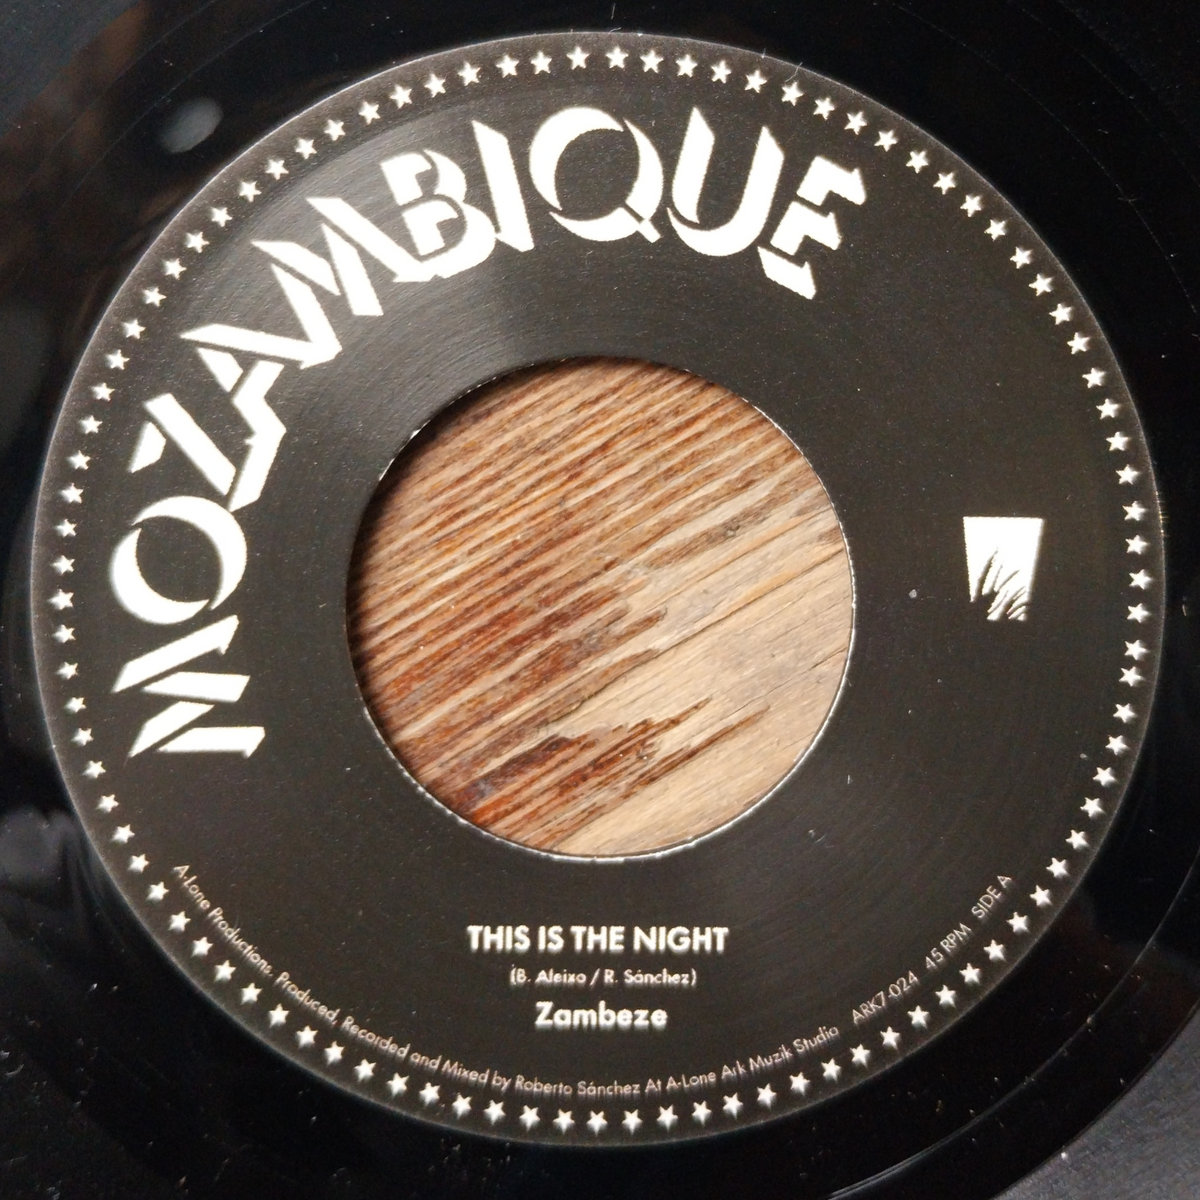 MOZAMBIQUE
THIS IS THE NIGHT
(B. Aleixo / R. Sánchez)
Zambeze
A-Lone Productions. Produced, Recorded and Mixed by Roberto Sánchez At A-Lone Ark Muzik Studio ARK7-024 45 RPM SIDE A